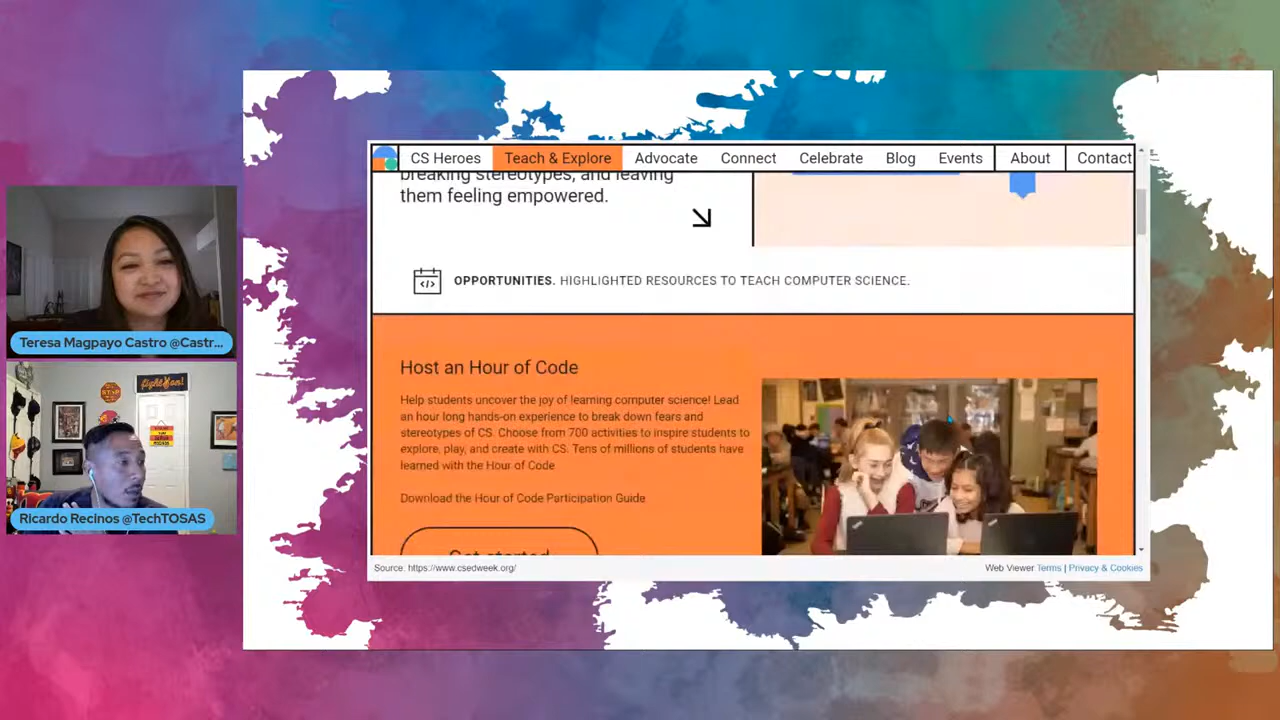 CS Heroes Teach & Explore Advocate Connect Celebrate Blog Events About Contact
breaking stereotypes, and leaving
them feeling empowered.
OPPORTUNITIES. HIGHLIGHTED RESOURCES TO TEACH COMPUTER SCIENCE.
Host an Hour of Code
Help students uncover the joy of learning computer science! Lead
an hour long hands-on experience to break down fears and
stereotypes of CS. Choose from 700 activities to inspire students to
explore, play, and create with CS. Tens of millions of students have
learned with the Hour of Code
Download the Hour of Code Participation Guide
Get started
Source: https://www.csedweek.org/
Web Viewer Terms | Privacy & Cookies
Teresa Magpayo Castro @Castr...
fight on!
Ricardo Recinos @TechTOSAS